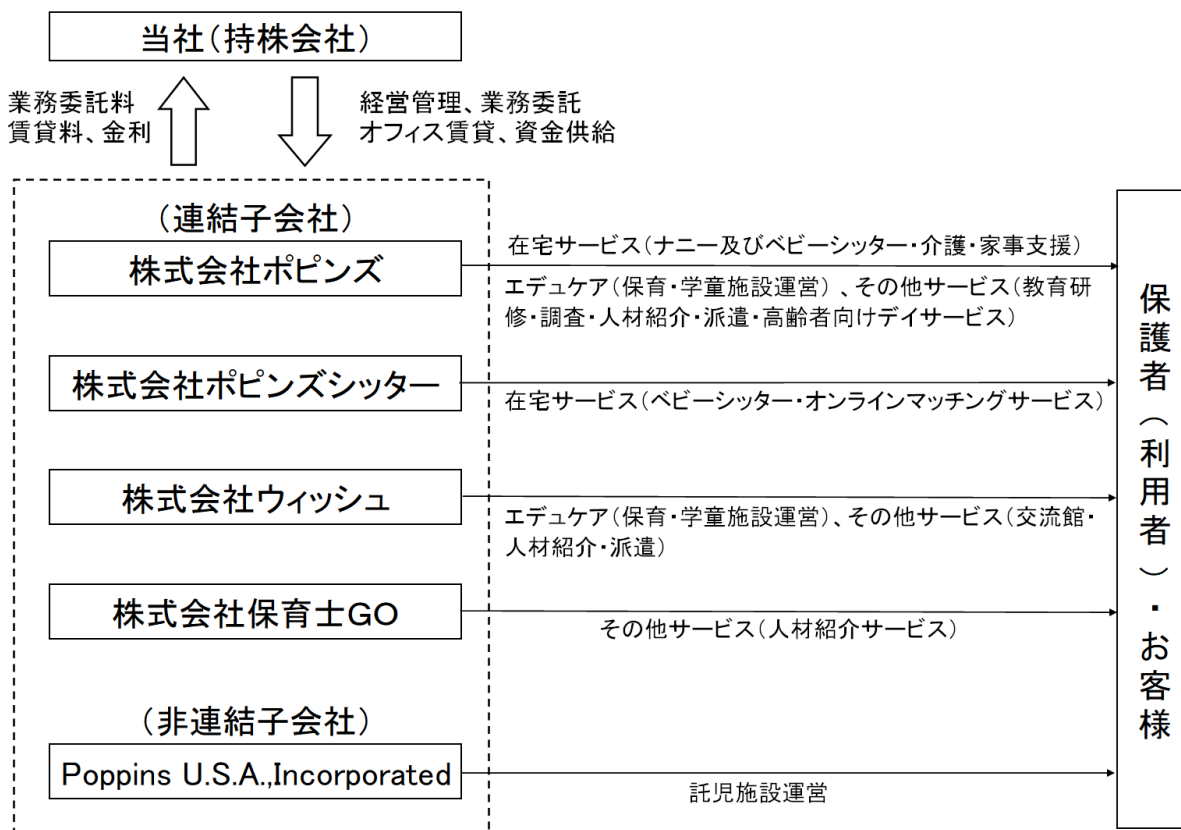 当社（持株会社）
業務委託料
賃貸料、金利
経営管理、業務委託
オフィス賃貸、資金供給
（連結子会社）
株式会社ポピンズ
在宅サービス（ナニー及びベビーシッター・介護・家事支援）
エデュケア（保育・学童施設運営）、その他サービス（教育研
修・調査・人材紹介・派遣・高齢者向けデイサービス）
株式会社ポピンズシッター
在宅サービス（ベビーシッター・オンラインマッチングサービス）
株式会社ウィッシュ
エデュケア（保育・学童施設運営）、その他サービス（交流館・
人材紹介・派遣）
株式会社保育士GO
その他サービス（人材紹介サービス）
（非連結子会社）
Poppins U.S.A.,Incorporated
託児施設運営
保護者（利用者）・お客様